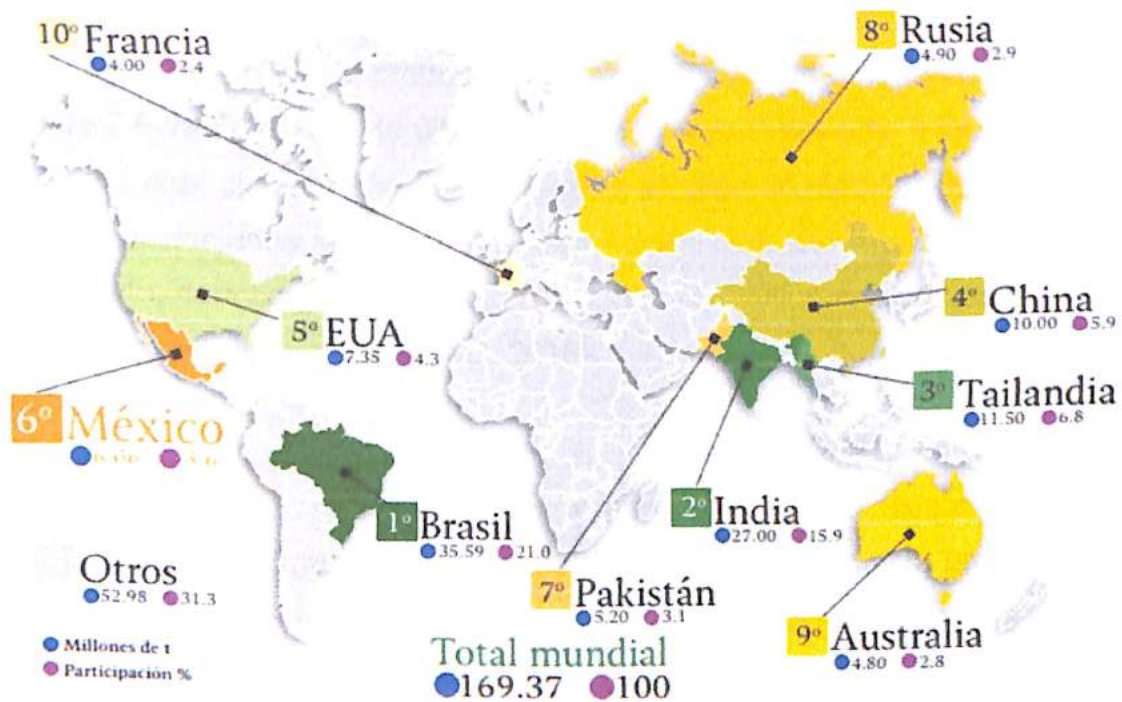 10º Francia
4.00 2.4
8º Rusia
4.90 2.9
4º China
10.00 5.9
5º EUA
7.35 4.3
3º Tailandia
11.50 6.8
6º México
1º Brasil
35.59 21.0
2º India
27.00 15.9
Otros
52.98 31.3
7º Pakistán
5.20 3.1
9º Australia
4.80 2.8
Millones de t
Participación %
Total mundial
169.37 100